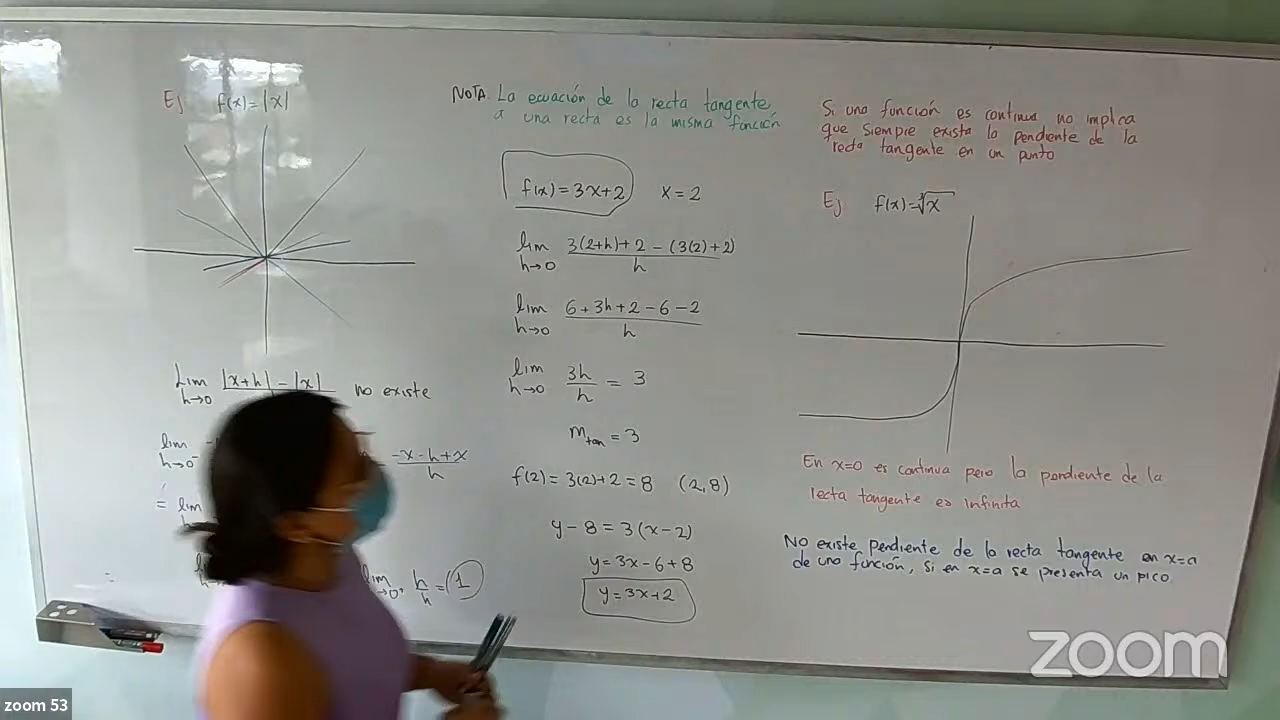 Ej f(x)=|x|
Lim |x+h| - |x| no existe
h→0
lim -x-h+x
h→0⁻ h
= lim
lim h = 1
→0⁺ h
NOTA. La ecuación de la recta tangente
a una recta es la misma función
f(x)=3x+2 x=2
lim 3(2+h)+2-(3(2)+2)
h→0 h
lim 6+3h+2-6-2
h→0 h
lim 3h = 3
h→0 h
m_tan = 3
f(2)=3(2)+2=8 (2,8)
y-8=3(x-2)
y=3x-6+8
y=3x+2
Si una función es continua no implica
que siempre exista la pendiente de la
recta tangente en un punto
Ej f(x)=∛x
En x=0 es continua pero la pendiente de la
recta tangente es infinita
No existe pendiente de la recta tangente en x=a
de una función, si en x=a se presenta un pico
zoom
zoom 53